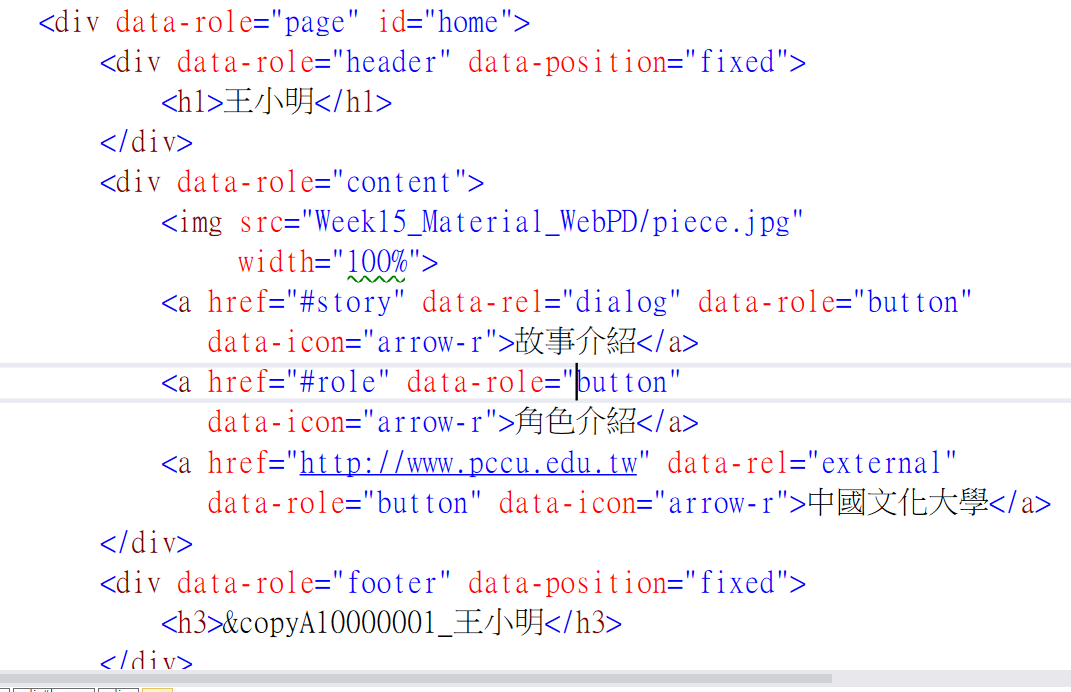 <div data-role="page" id="home">
<div data-role="header" data-position="fixed">
<h1>王小明</h1>
</div>
<div data-role="content">
<img src="Week15_Material_WebPD/piece.jpg"
width="100%">
<a href="#story" data-rel="dialog" data-role="button"
data-icon="arrow-r">故事介紹</a>
<a href="#role" data-role="button"
data-icon="arrow-r">角色介紹</a>
<a href="http://www.pccu.edu.tw" data-rel="external"
data-role="button" data-icon="arrow-r">中國文化大學</a>
</div>
<div data-role="footer" data-position="fixed">
<h3>&copyA10000001_王小明</h3>
</div>